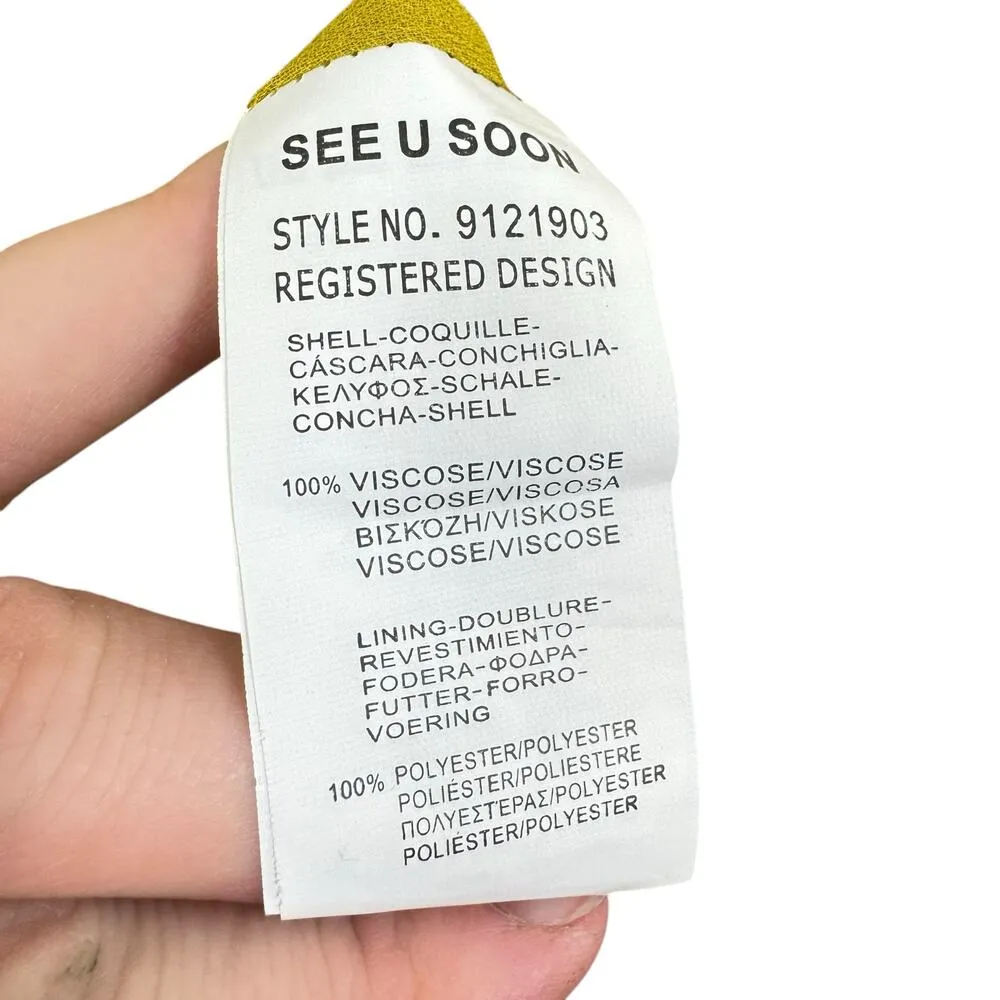 SEE U SOON
STYLE NO. 9121903
REGISTERED DESIGN
SHELL-COQUILLE-
CÁSCARA-CONCHIGLIA-
ΚΕΛΥΦΟΣ-SCHALE-
CONCHA-SHELL
100% VISCOSE/VISCOSE
VISCOSE/VISCOSA
ΒΙΣΚΌΖΗ/VISKOSE
VISCOSE/VISCOSE
LINING-DOUBLURE-
REVESTIMIENTO-
FODERA-ΦΟΔΡΑ-
FUTTER-FORRO-
VOERING
100% POLYESTER/POLYESTER
POLIÉSTER/POLIESTERE
ΠΟΛΥΕΣΤΈΡΑΣ/POLYESTER
POLIÉSTER/POLYESTER